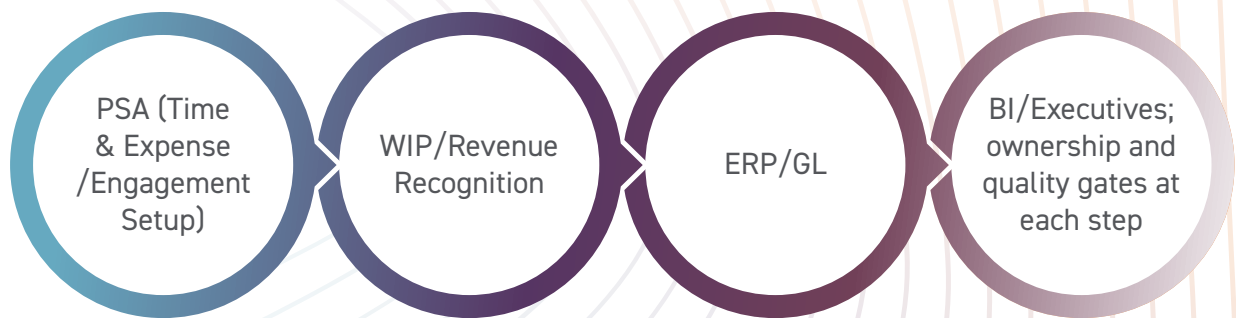 PSA (Time
& Expense
/Engagement
Setup)
WIP/Revenue
Recognition
ERP/GL
BI/Executives;
ownership and
quality gates at
each step